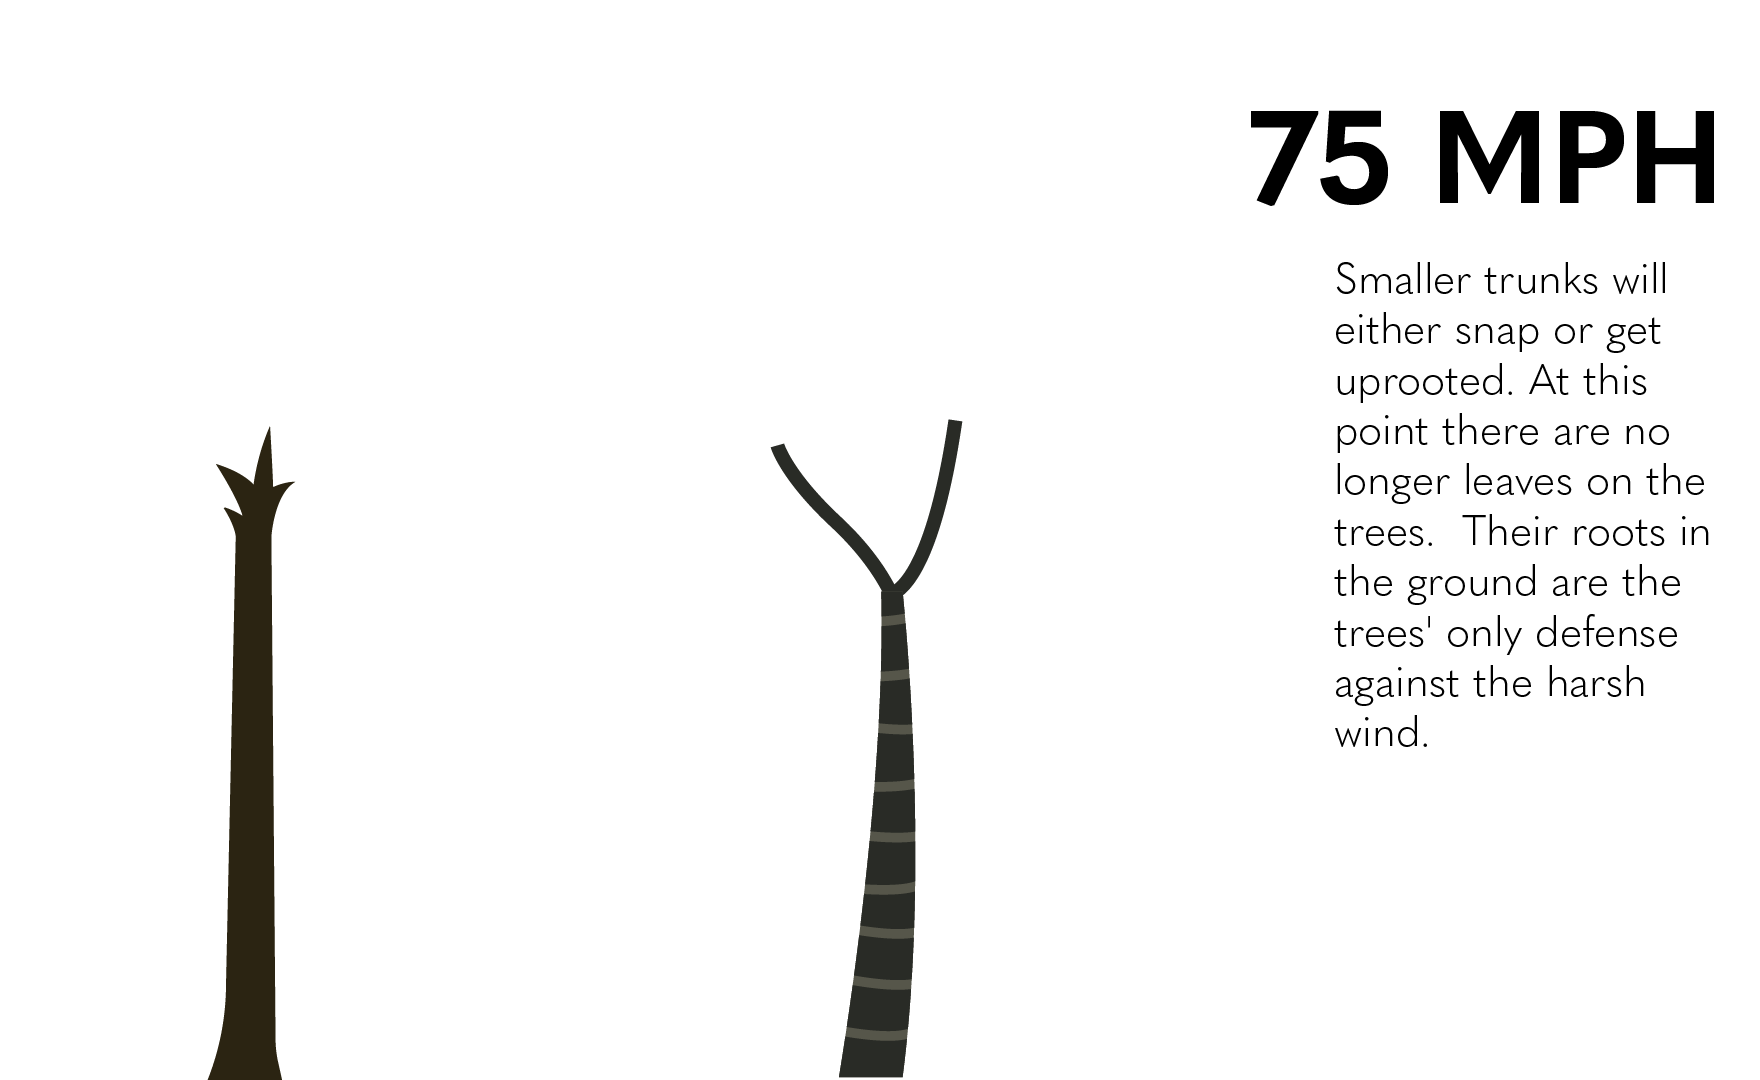 75 MPH
Smaller trunks will
either snap or get
uprooted. At this
point there are no
longer leaves on the
trees.  Their roots in
the ground are the
trees' only defense
against the harsh
wind.